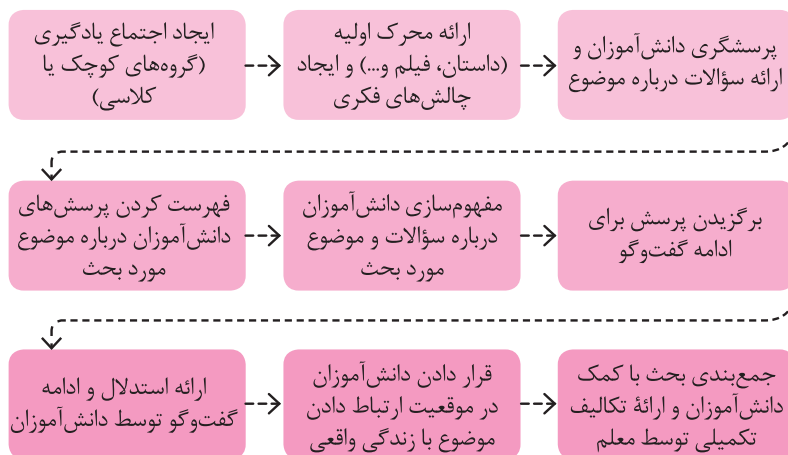 ایجاد اجتماع یادگیری
(گروه‌های کوچک یا
کلاسی)
ارائه محرک اولیه
(داستان، فیلم و...) و ایجاد
چالش‌های فکری
پرسشگری دانش‌آموزان و
ارائه سؤالات درباره موضوع
فهرست کردن پرسش‌های
دانش‌آموزان درباره موضوع
مورد بحث
مفهوم‌سازی دانش‌آموزان
درباره سؤالات و موضوع
مورد بحث
برگزیدن پرسش برای
ادامه گفت‌وگو
ارائه استدلال و ادامه
گفت‌وگو توسط دانش‌آموزان
قرار دادن دانش‌آموزان
در موقعیت ارتباط دادن
موضوع با زندگی واقعی
جمع‌بندی بحث با کمک
دانش‌آموزان و ارائهٔ تکالیف
تکمیلی توسط معلم